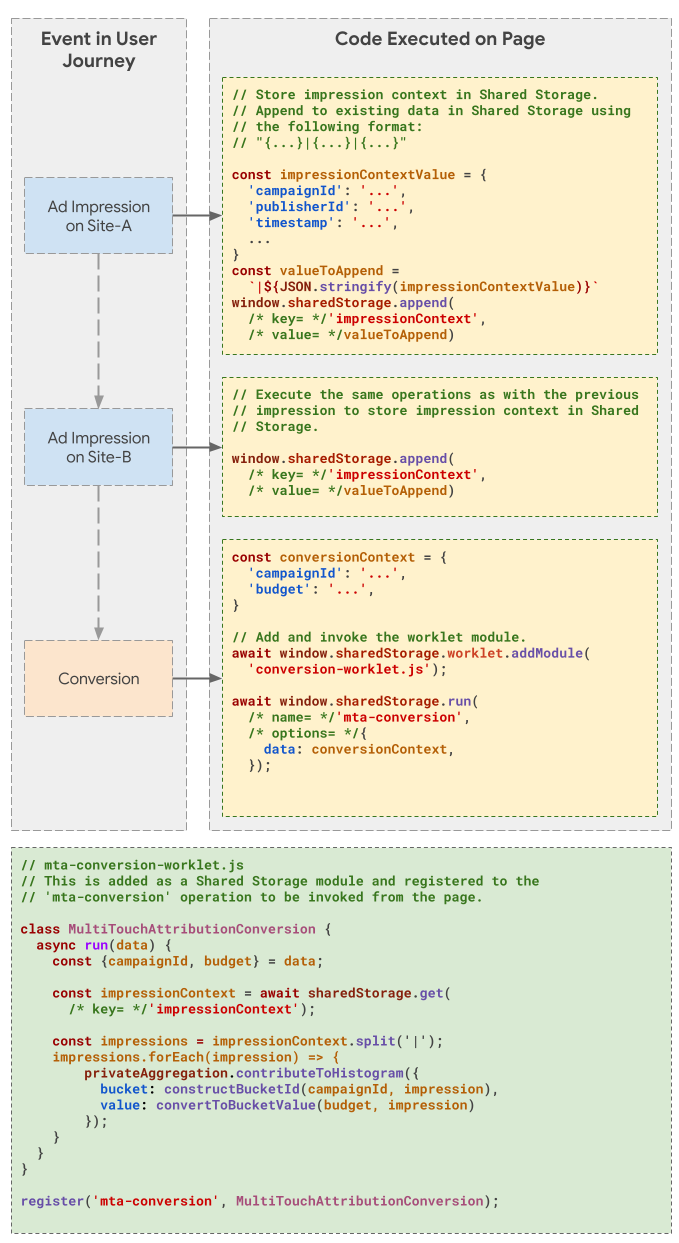 Event in User
Journey
Code Executed on Page
Ad Impression
on Site-A
// Store impression context in Shared Storage.
// Append to existing data in Shared Storage using
// the following format:
// "{...}|{...}|{...}"
const impressionContextValue = {
'campaignId': '...',
'publisherId': '...',
'timestamp': '...',
...
}
const valueToAppend =
`|${JSON.stringify(impressionContextValue)}`
window.sharedStorage.append(
/* key= */'impressionContext',
/* value= */valueToAppend)
Ad Impression
on Site-B
// Execute the same operations as with the previous
// impression to store impression context in Shared
// Storage.
window.sharedStorage.append(
/* key= */'impressionContext',
/* value= */valueToAppend)
Conversion
const conversionContext = {
'campaignId': '...',
'budget': '...',
}
// Add and invoke the worklet module.
await window.sharedStorage.worklet.addModule(
'conversion-worklet.js');
await window.sharedStorage.run(
/* name= */'mta-conversion',
/* options= */{
data: conversionContext,
});
// mta-conversion-worklet.js
// This is added as a Shared Storage module and registered to the
// 'mta-conversion' operation to be invoked from the page.
class MultiTouchAttributionConversion {
async run(data) {
const {campaignId, budget} = data;
const impressionContext = await sharedStorage.get(
/* key= */'impressionContext');
const impressions = impressionContext.split('|');
impressions.forEach(impression) => {
privateAggregation.contributeToHistogram({
bucket: constructBucketId(campaignId, impression),
value: convertToBucketValue(budget, impression)
});
}
}
}
register('mta-conversion', MultiTouchAttributionConversion);